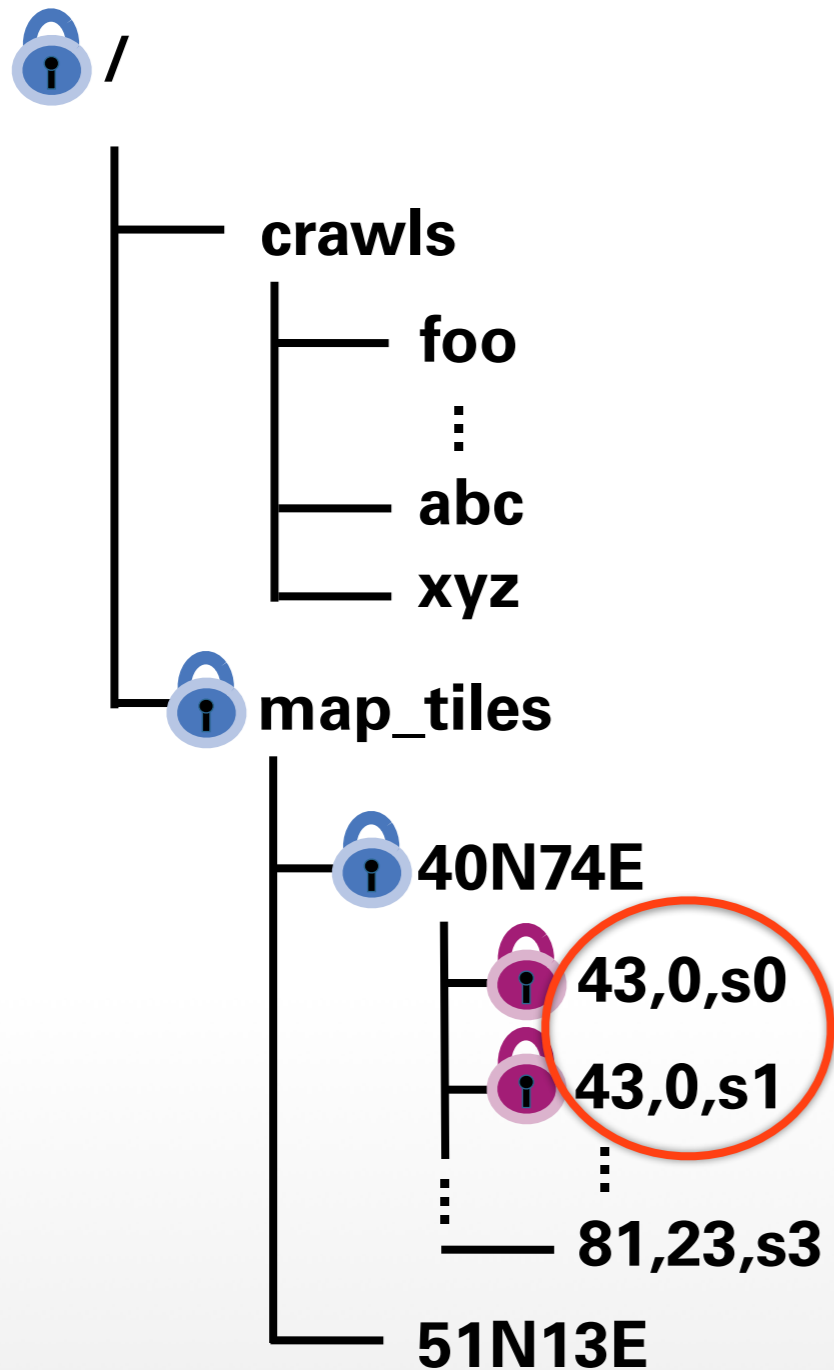 /
crawls
foo
abc
xyz
map_tiles
40N74E
43,0,s0
43,0,s1
81,23,s3
51N13E